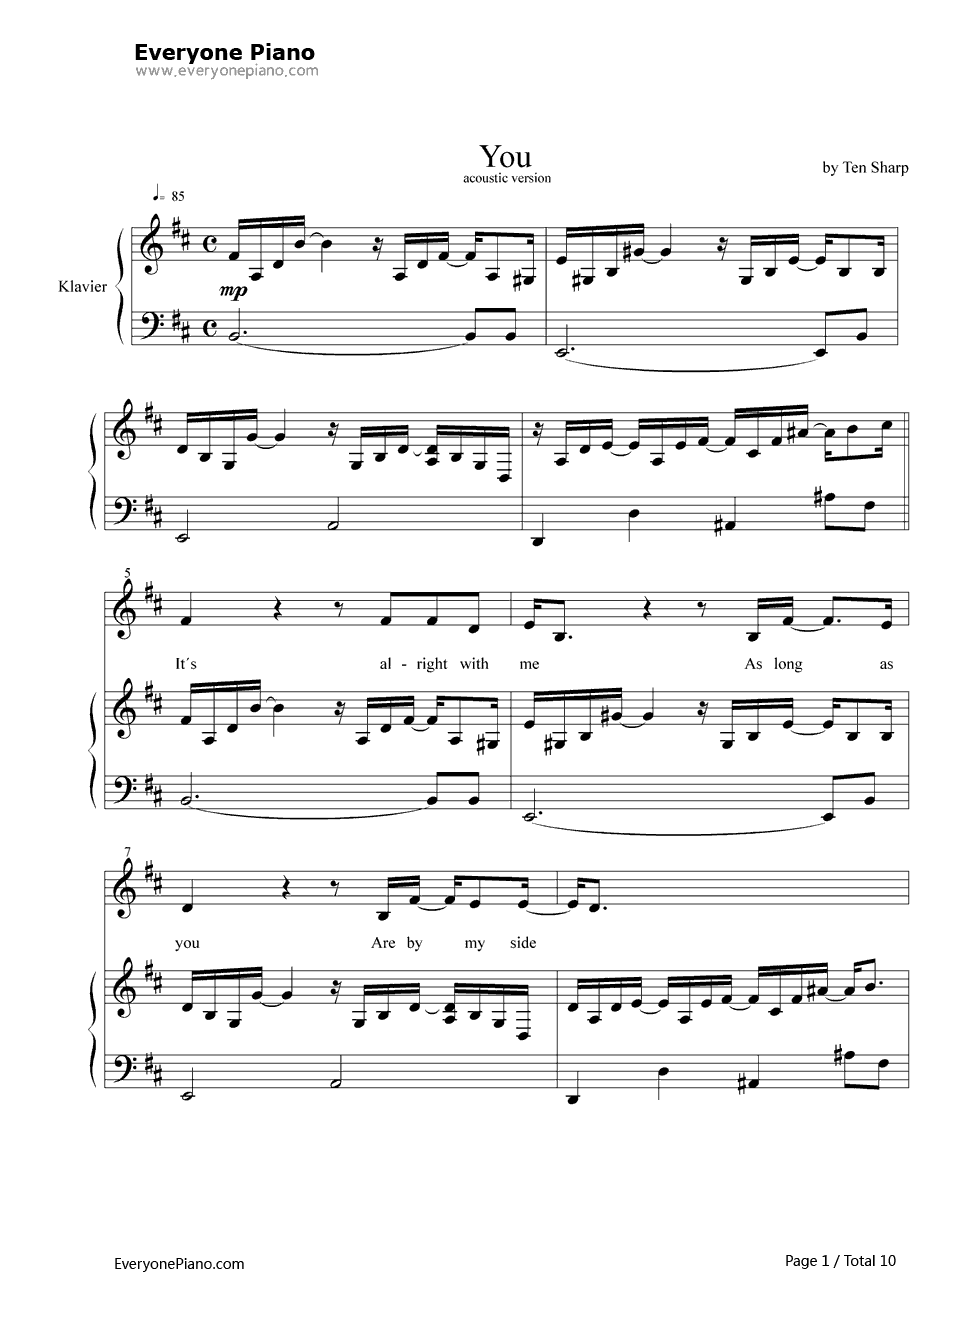 Everyone Piano
www.everyonepiano.com
You
acoustic version
by Ten Sharp
♩= 85
Klavier
mp
5
It´s al - right with me As long as
7
you Are by my side
EveryonePiano.com
Page 1 / Total 10